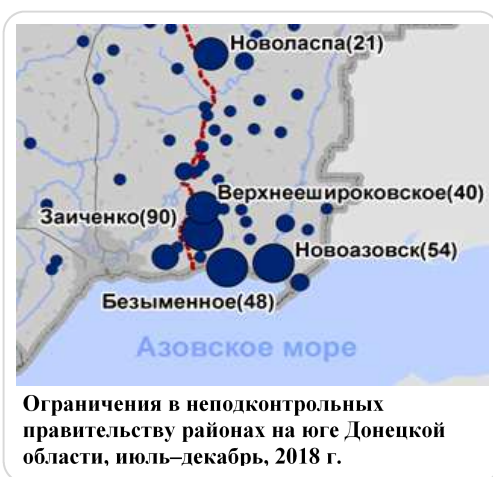 Новоласпа(21)
Верхнеешироковское(40)
Заиченко(90)
Новоазовск(54)
Безыменное(48)
Азовское море
Ограничения в неподконтрольных
правительству районах на юге Донецкой
области, июль–декабрь, 2018 г.